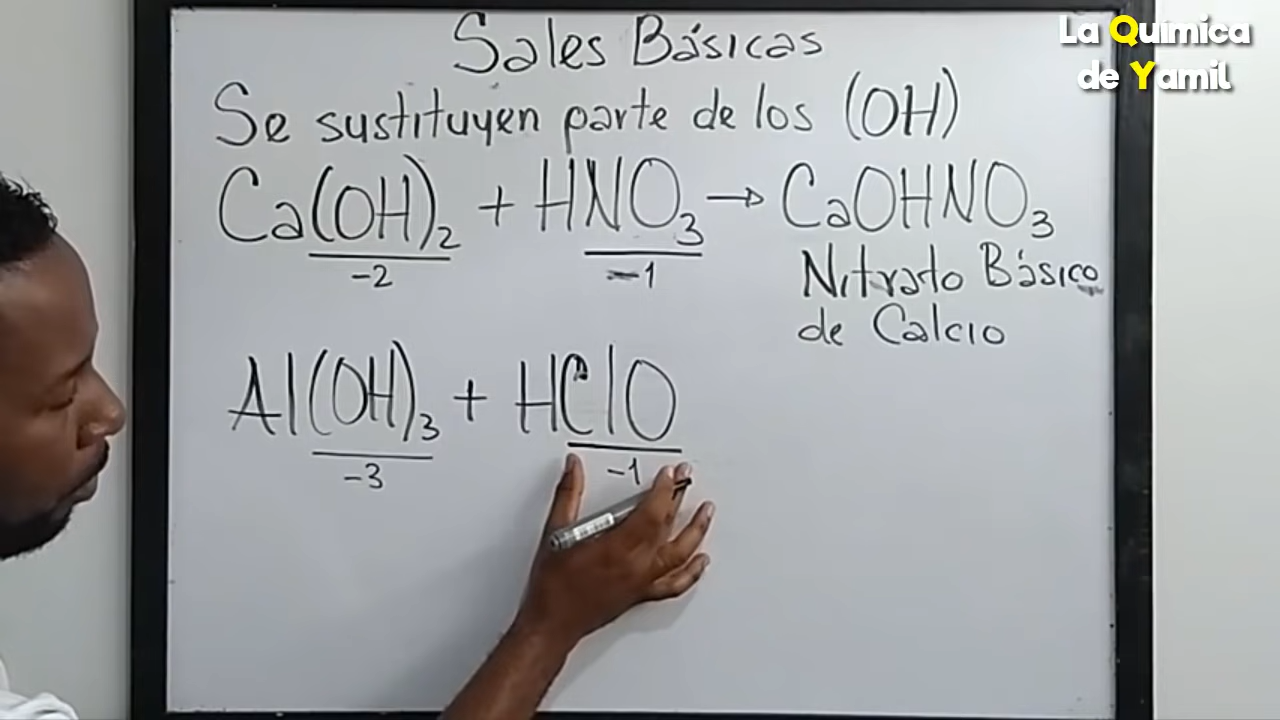 La Quimica
de Yamil
Sales Básicas
Se sustituyen parte de los (OH)
Ca(OH)₂ + HNO₃ → CaOHNO₃
-2 -1
Nitrato Básico
de Calcio
Al(OH)₃ + HClO
-3 -1